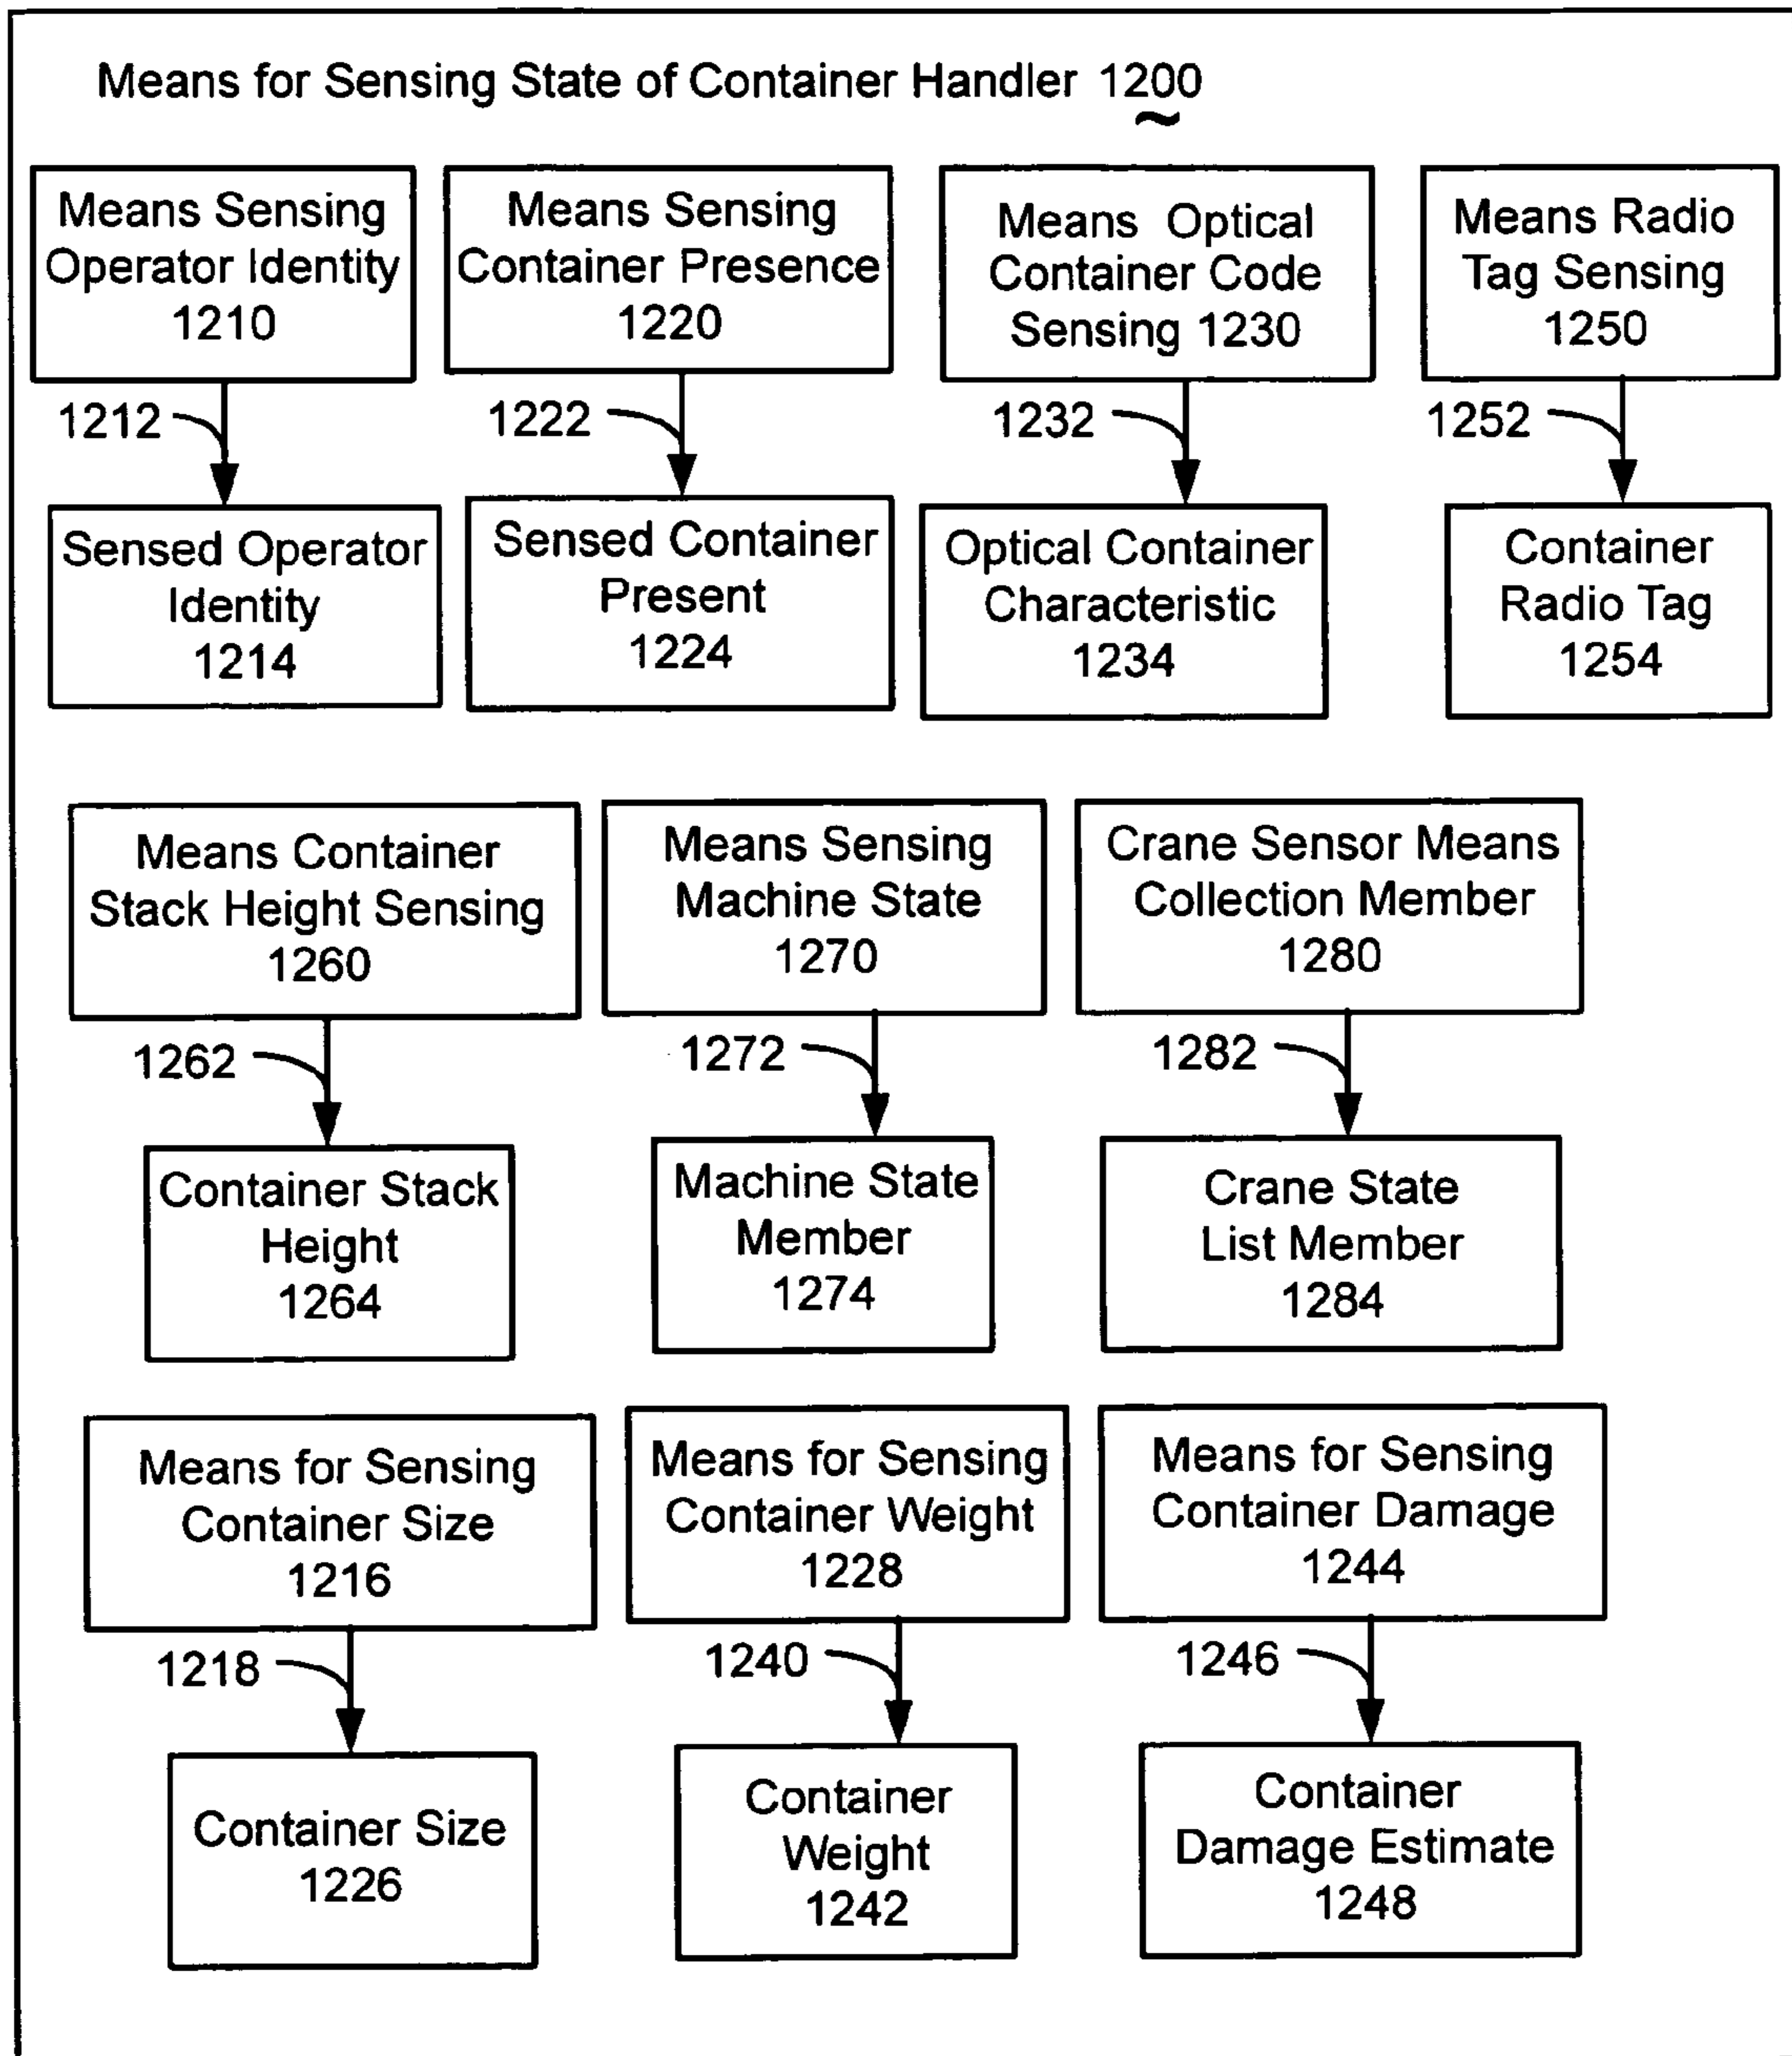 Means for Sensing State of Container Handler 1200
~
Means Sensing
Operator Identity
1210
Means Sensing
Container Presence
1220
Means Optical
Container Code
Sensing 1230
Means Radio
Tag Sensing
1250
1212
1222
1232
1252
Sensed Operator
Identity
1214
Sensed Container
Present
1224
Optical Container
Characteristic
1234
Container
Radio Tag
1254
Means Container
Stack Height Sensing
1260
Means Sensing
Machine State
1270
Crane Sensor Means
Collection Member
1280
1262
1272
1282
Container Stack
Height
1264
Machine State
Member
1274
Crane State
List Member
1284
Means for Sensing
Container Size
1216
Means for Sensing
Container Weight
1228
Means for Sensing
Container Damage
1244
1218
1240
1246
Container Size
1226
Container
Weight
1242
Container
Damage Estimate
1248